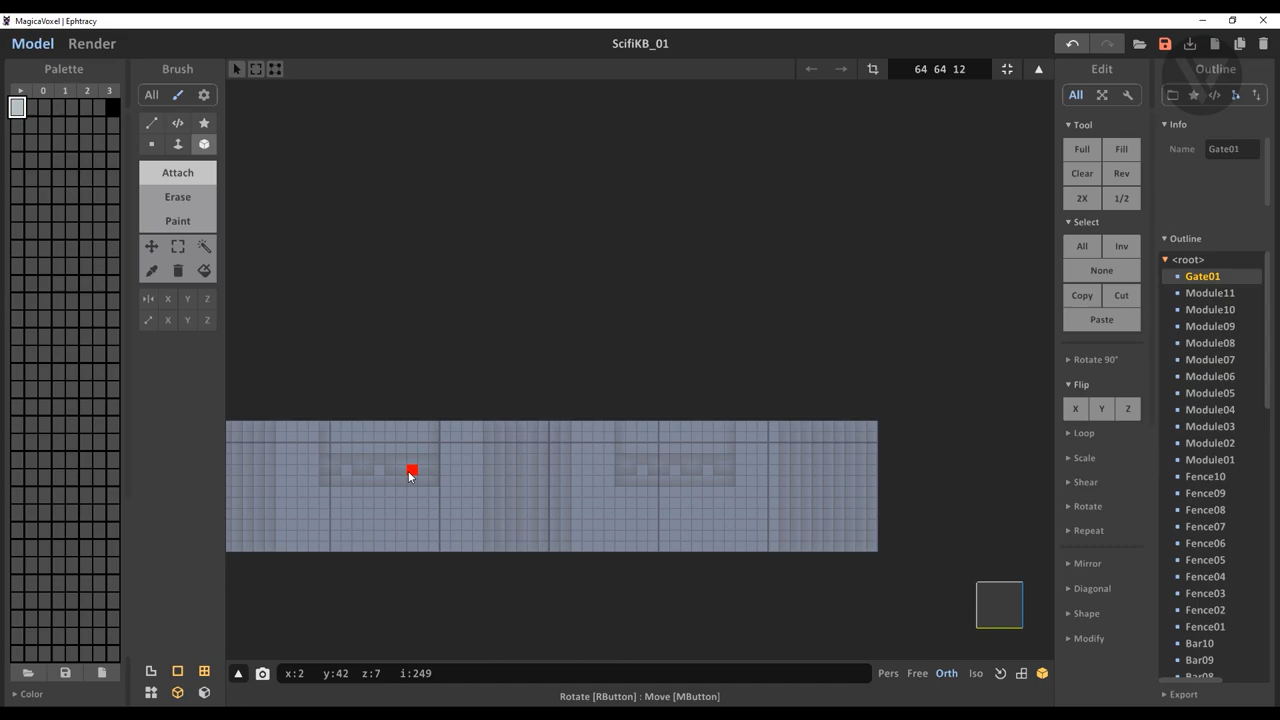 MagicaVoxel | Ephtracy
Model Render
ScifiKB_01
Palette
Brush
64 64 12
Edit
Outline
0 1 2 3
All
All
Tool
Full Fill
Clear Rev
2X 1/2
Select
All Inv
None
Copy Cut
Paste
Rotate 90°
Flip
X Y Z
Loop
Scale
Shear
Rotate
Repeat
Mirror
Diagonal
Shape
Modify
Attach
Erase
Paint
X Y Z
X Y Z
Info
Name Gate01
Outline
<root>
Gate01
Module11
Module10
Module09
Module08
Module07
Module06
Module05
Module04
Module03
Module02
Module01
Fence10
Fence09
Fence08
Fence07
Fence06
Fence05
Fence04
Fence03
Fence02
Fence01
Bar10
Bar09
Bar08
Export
Color
x:2 y:42 z:7 i:249
Pers Free Orth Iso
Rotate [RButton] : Move [MButton]